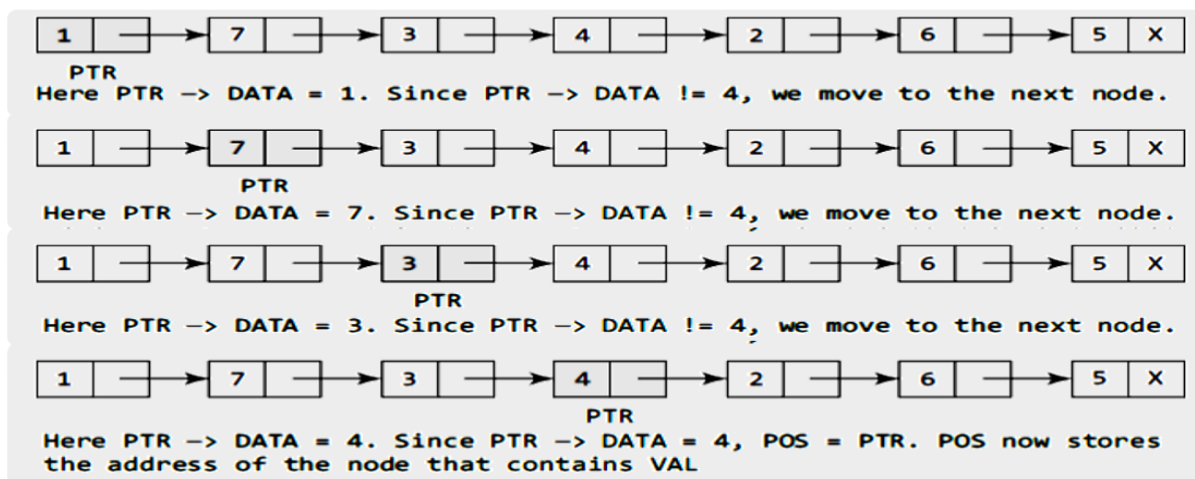 1 7 3 4 2 6 5 X
PTR
Here PTR —> DATA = 1. Since PTR —> DATA != 4, we move to the next node.
1 7 3 4 2 6 5 X
PTR
Here PTR —> DATA = 7. Since PTR —> DATA != 4, we move to the next node.
1 7 3 4 2 6 5 X
PTR
Here PTR —> DATA = 3. Since PTR —> DATA != 4, we move to the next node.
1 7 3 4 2 6 5 X
PTR
Here PTR —> DATA = 4. Since PTR —> DATA = 4, POS = PTR. POS now stores
the address of the node that contains VAL